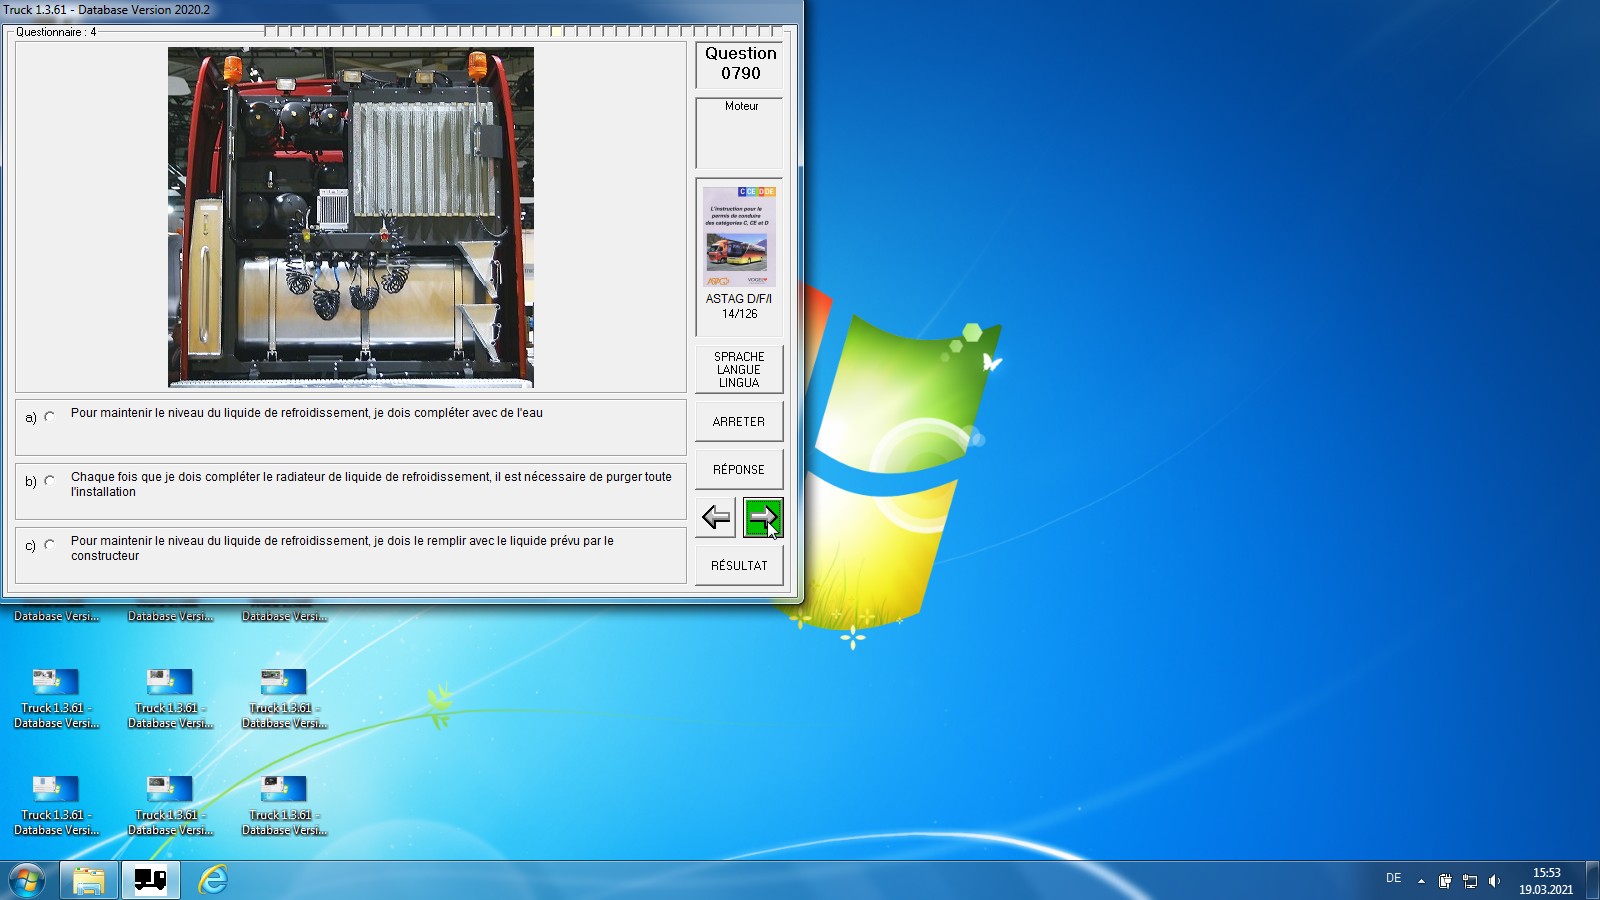 Truck 1.3.61 - Database Version 2020.2
Questionnaire : 4
Question
0790
Moteur
C CE D DE
L'instruction pour le
permis de conduire
des catégories C, CE et D
ASTAG D/F/I
14/126
SPRACHE
LANGUE
LINGUA
ARRETER
RÉPONSE
RÉSULTAT
a) Pour maintenir le niveau du liquide de refroidissement, je dois compléter avec de l'eau
b) Chaque fois que je dois compléter le radiateur de liquide de refroidissement, il est nécessaire de purger toute
l'installation
c) Pour maintenir le niveau du liquide de refroidissement, je dois le remplir avec le liquide prévu par le
constructeur
Database Versi... Database Versi... Database Versi...
Truck 1.3.61 - Truck 1.3.61 - Truck 1.3.61 -
Database Versi... Database Versi... Database Versi...
Truck 1.3.61 - Truck 1.3.61 - Truck 1.3.61 -
Database Versi... Database Versi... Database Versi...
DE
15:53
19.03.2021